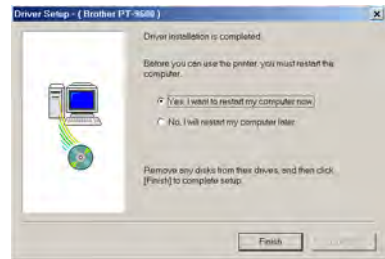 Driver Setup - ( Brother PT-9500 )
Driver installation is completed.
Before you can use the printer, you must restart the
computer.
Yes, I want to restart my computer now.
No, I will restart my computer later.
Remove any disks from their drives, and then click
[Finish] to complete setup.
Finish